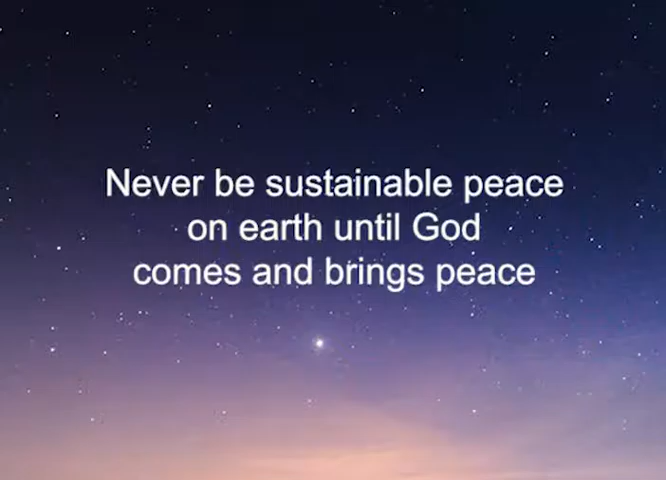 Never be sustainable peace
on earth until God
comes and brings peace